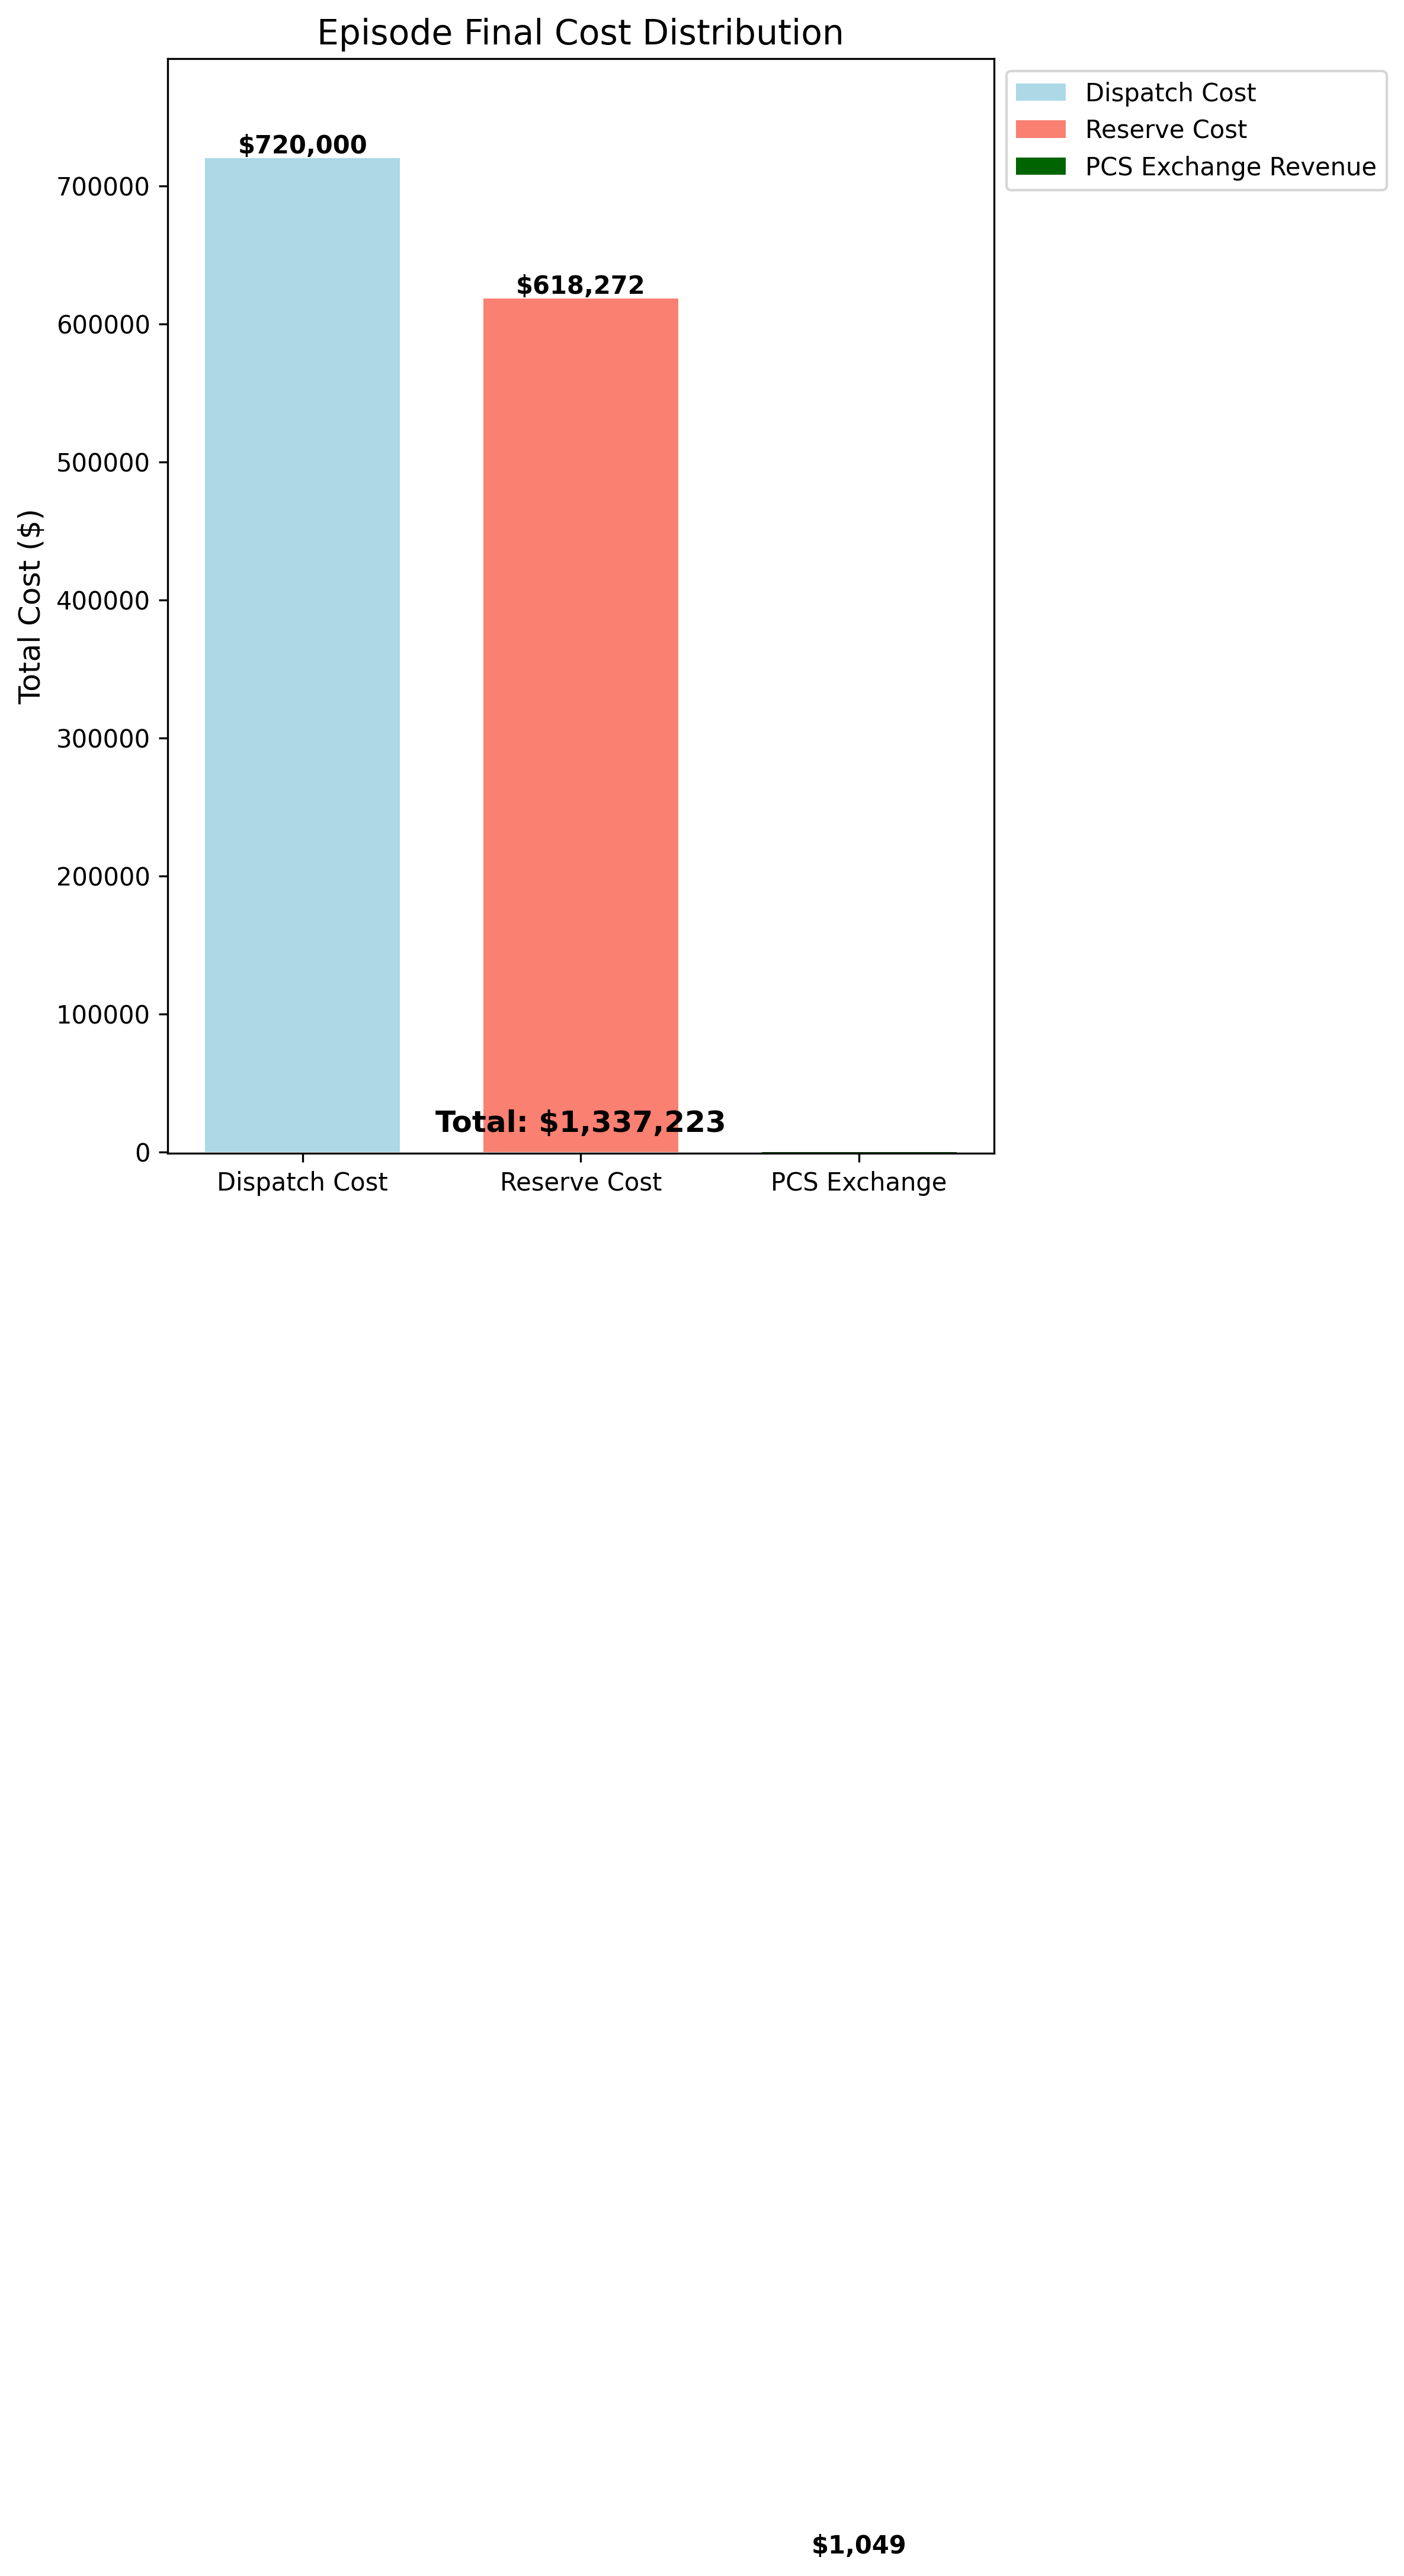 Episode Final Cost Distribution
Dispatch Cost
Reserve Cost
PCS Exchange Revenue
$720,000
$618,272
700000
600000
500000
400000
300000
200000
100000
0
Total Cost ($)
Total: $1,337,223
Dispatch Cost
Reserve Cost
PCS Exchange
$1,049